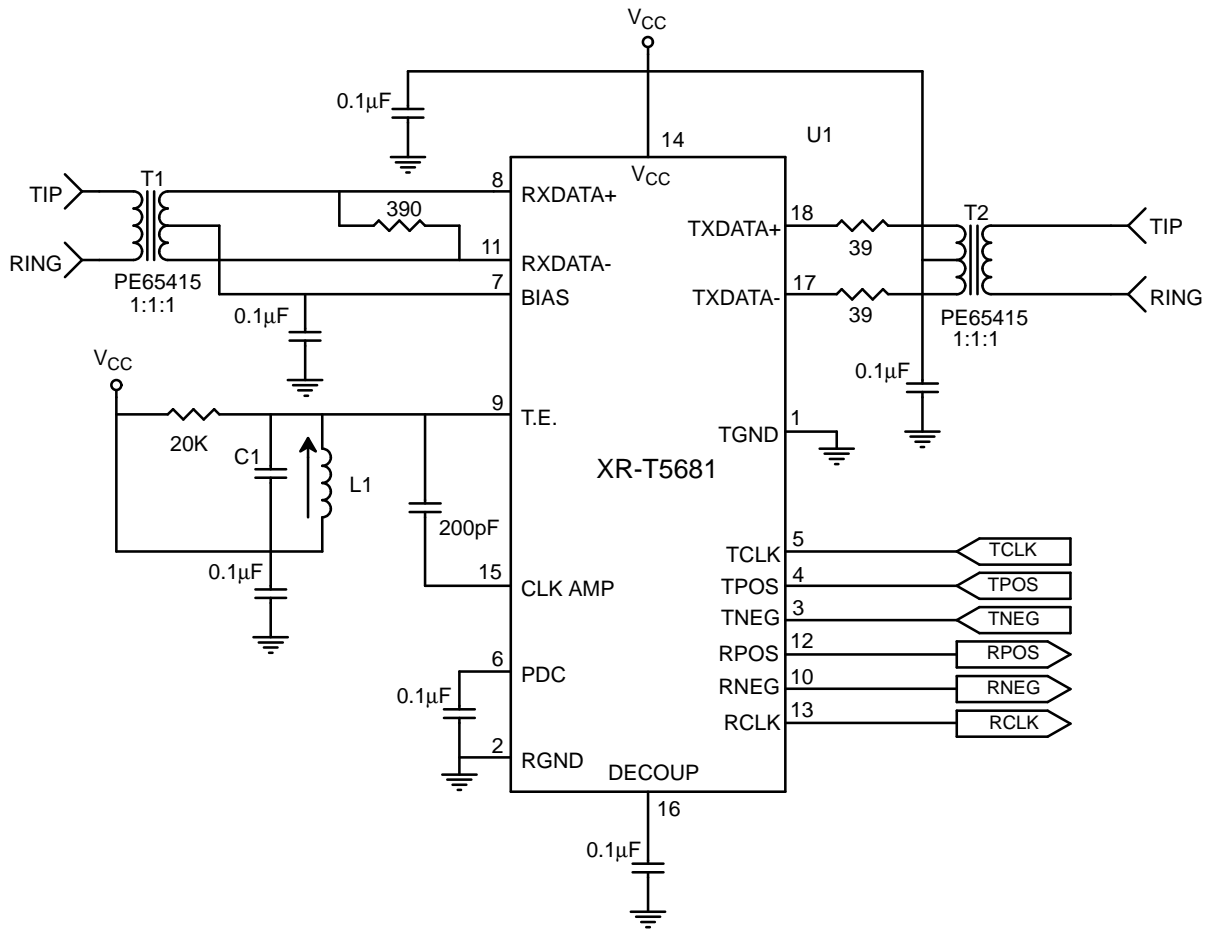 VCC
0.1μF
U1
14
VCC
T1
TIP
RING
PE65415
1:1:1
390
8
RXDATA+
11
RXDATA-
7
BIAS
0.1μF
TXDATA+
18
39
TXDATA-
17
39
T2
TIP
RING
PE65415
1:1:1
0.1μF
VCC
20K
C1
L1
0.1μF
9
T.E.
200pF
15
CLK AMP
TGND
1
XR-T5681
TCLK
5
TCLK
TPOS
4
TPOS
TNEG
3
TNEG
RPOS
12
RPOS
RNEG
10
RNEG
RCLK
13
RCLK
6
PDC
0.1μF
2
RGND
DECOUP
16
0.1μF